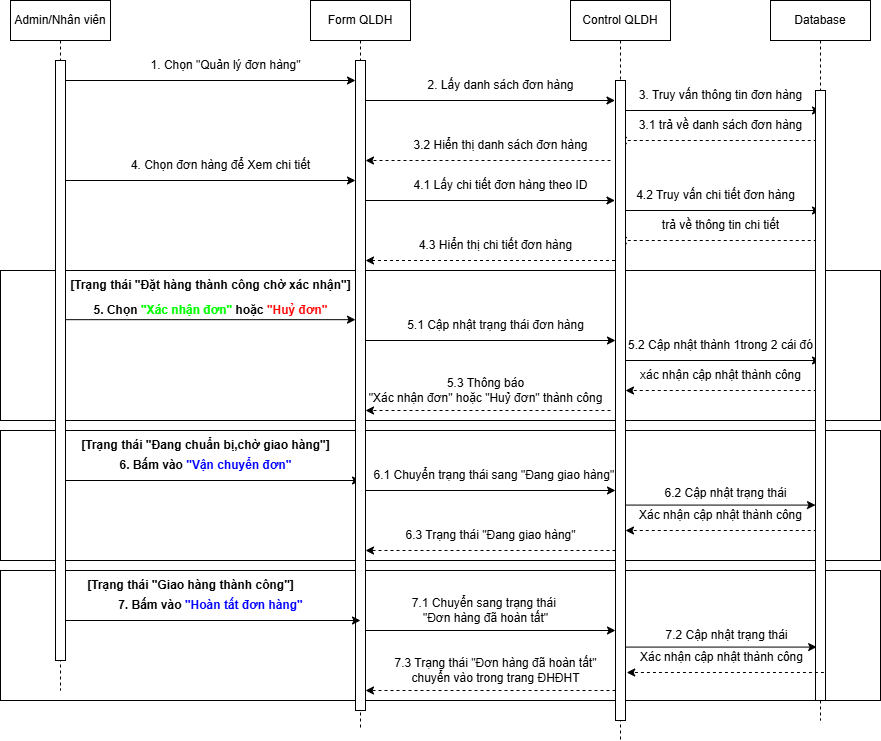 Admin/Nhân viên
Form QLDH
Control QLDH
Database
1. Chọn "Quản lý đơn hàng"
2. Lấy danh sách đơn hàng
3. Truy vấn thông tin đơn hàng
3.1 trả về danh sách đơn hàng
3.2 Hiển thị danh sách đơn hàng
4. Chọn đơn hàng để Xem chi tiết
4.1 Lấy chi tiết đơn hàng theo ID
4.2 Truy vấn chi tiết đơn hàng
trả về thông tin chi tiết
4.3 Hiển thị chi tiết đơn hàng
[Trạng thái "Đặt hàng thành công chờ xác nhận"]
5. Chọn "Xác nhận đơn" hoặc "Huỷ đơn"
5.1 Cập nhật trạng thái đơn hàng
5.2 Cập nhật thành 1trong 2 cái đó
xác nhận cập nhật thành công
5.3 Thông báo
"Xác nhận đơn" hoặc "Huỷ đơn" thành công
[Trạng thái "Đang chuẩn bị,chờ giao hàng"]
6. Bấm vào "Vận chuyển đơn"
6.1 Chuyển trạng thái sang "Đang giao hàng"
6.2 Cập nhật trạng thái
Xác nhận cập nhật thành công
6.3 Trạng thái "Đang giao hàng"
[Trạng thái "Giao hàng thành công"]
7. Bấm vào "Hoàn tất đơn hàng"
7.1 Chuyển sang trạng thái
"Đơn hàng đã hoàn tất"
7.2 Cập nhật trạng thái
Xác nhận cập nhật thành công
7.3 Trạng thái "Đơn hàng đã hoàn tất"
chuyển vào trong trang ĐHĐHT